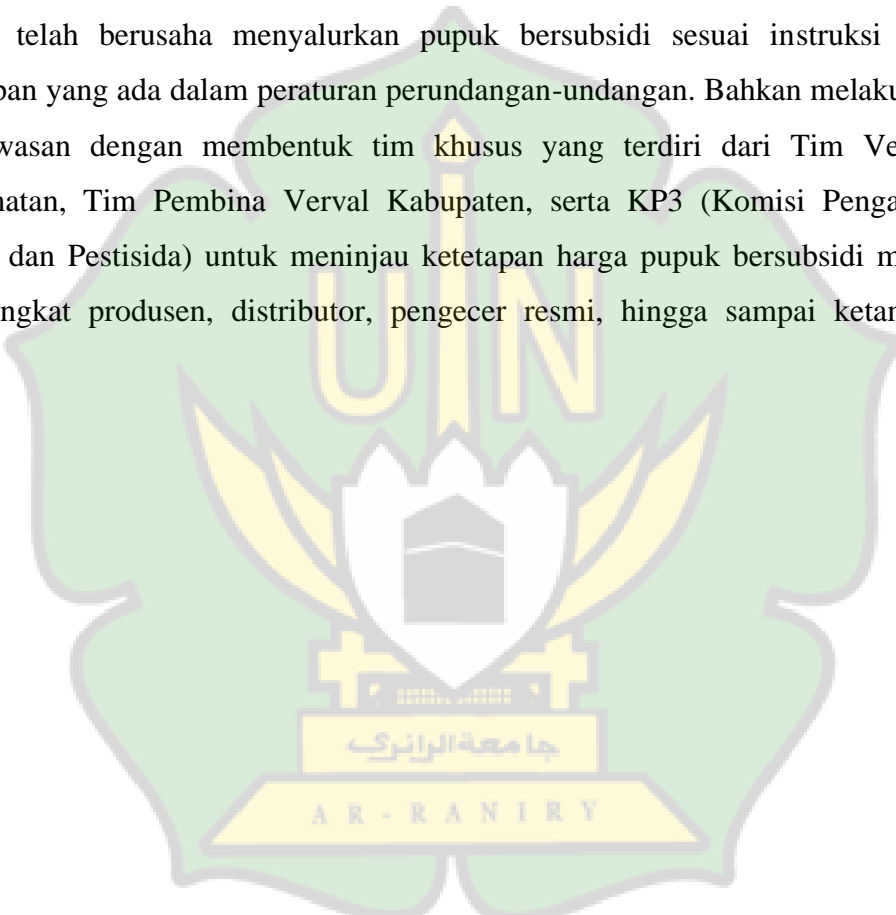 telah berusaha menyalurkan pupuk bersubsidi sesuai instruksi
pan yang ada dalam peraturan perundangan-undangan. Bahkan melaku
wasan dengan membentuk tim khusus yang terdiri dari Tim Ve
natan, Tim Pembina Verval Kabupaten, serta KP3 (Komisi Penga
dan Pestisida) untuk meninjau ketetapan harga pupuk bersubsidi m
ngkat produsen, distributor, pengecer resmi, hingga sampai ketan
UIN
جامعة الرانري
AR-RANIRY